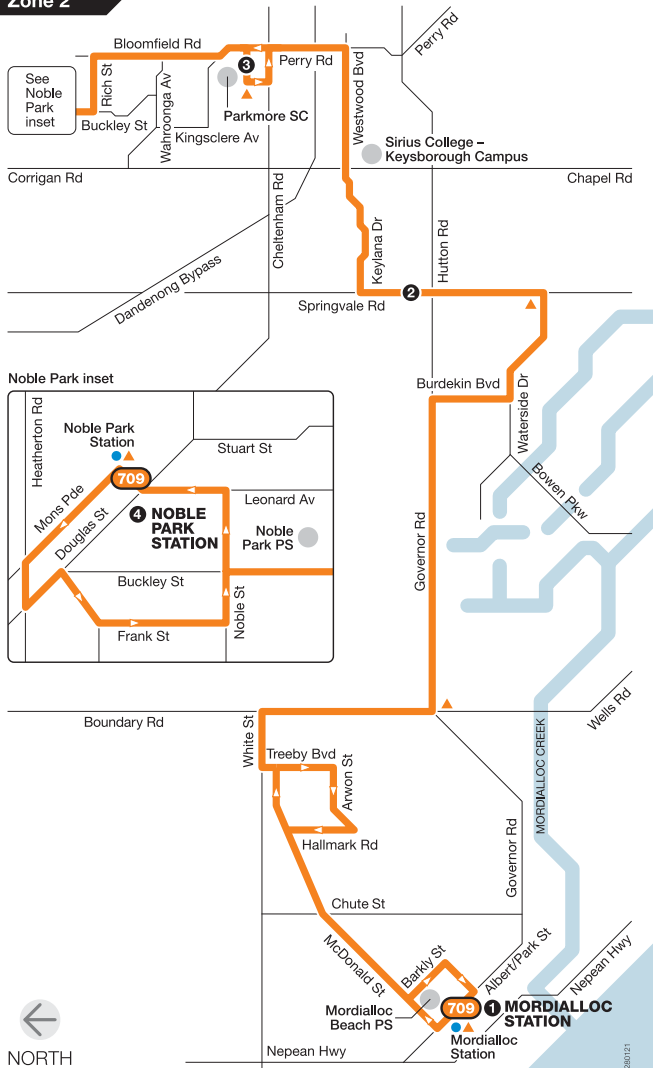 Zone 2
Bloomfield Rd
Perry Rd
Perry Rd
3
See
Noble
Park
inset
Rich St
Buckley St
Wahroonga Av
Kingsclere Av
Parkmore SC
Westwood Bvd
Sirius College –
Keysborough Campus
Corrigan Rd
Chapel Rd
Cheltenham Rd
Dandenong Bypass
Keylana Dr
Hutton Rd
2
Springvale Rd
Burdekin Bvd
Waterside Dr
Bowen Pkw
Noble Park inset
Heatherton Rd
Noble Park
Station
709
Stuart St
Mons Pde
Douglas St
Leonard Av
4 NOBLE
PARK
STATION
Noble
Park PS
Buckley St
Noble St
Frank St
Governor Rd
Boundary Rd
Wells Rd
White St
Treeby Bvd
Arwon St
Hallmark Rd
MORDIALLOC CREEK
Governor Rd
Chute St
McDonald St
Barkly St
Albert/Park St
Nepean Hwy
Mordialloc
Beach PS
709
1 MORDIALLOC
STATION
Mordialloc
Station
Nepean Hwy
NORTH
280121